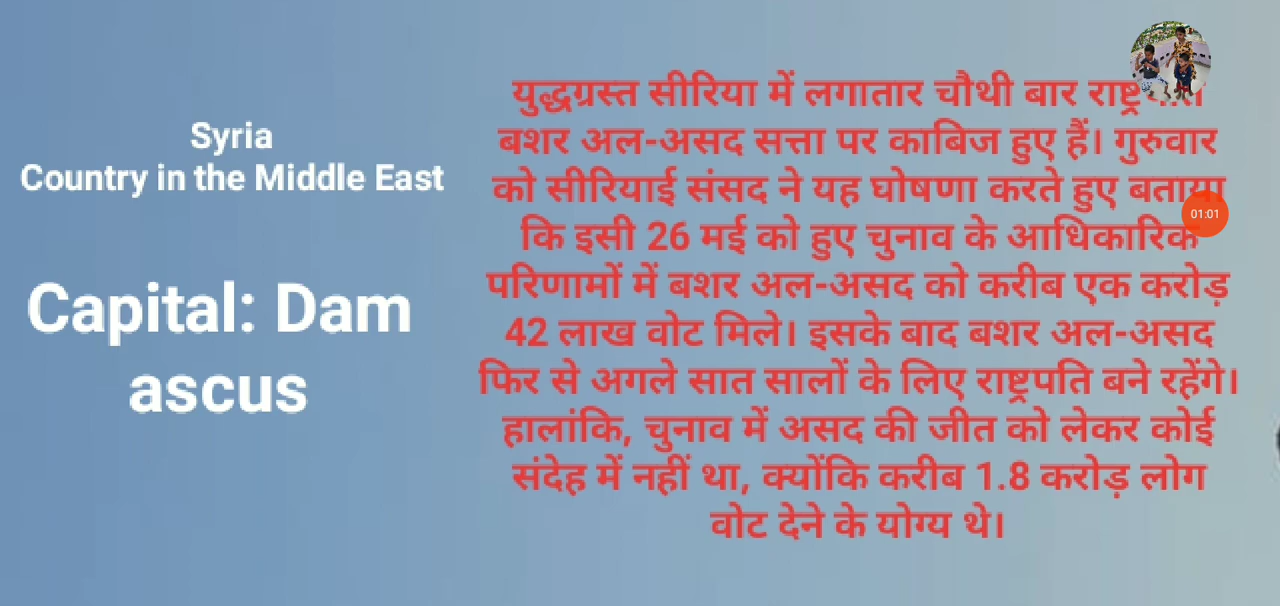 Syria
Country in the Middle East
Capital: Dam
ascus
युद्धग्रस्त सीरिया में लगातार चौथी बार
बशर अल-असद सत्ता पर काबिज हुए हैं। गुरुवार
को सीरियाई संसद ने यह घोषणा करते हुए बताया
कि इसी 26 मई को हुए चुनाव के आधिकारिक
परिणामों में बशर अल-असद को करीब एक करोड़
42 लाख वोट मिले। इसके बाद बशर अल-असद
फिर से अगले सात सालों के लिए राष्ट्रपति बने रहेंगे।
हालांकि, चुनाव में असद की जीत को लेकर कोई
संदेह में नहीं था, क्योंकि करीब 1.8 करोड़ लोग
वोट देने के योग्य थे।
01:01